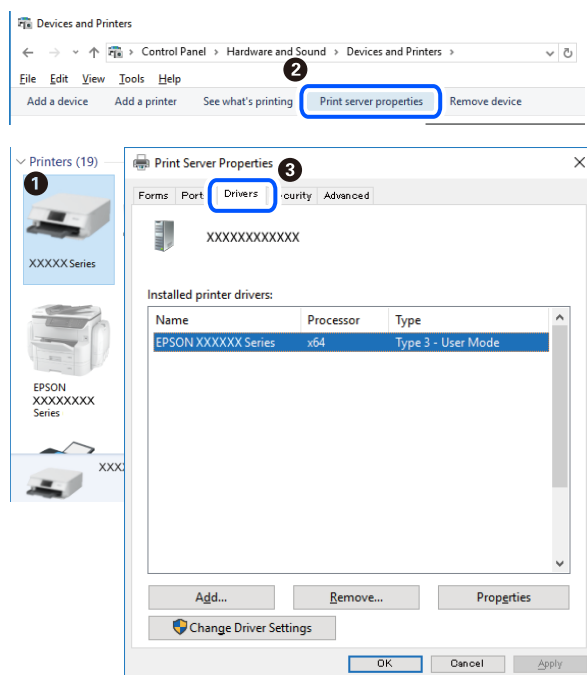 Devices and Printers
Control Panel > Hardware and Sound > Devices and Printers >
2
File Edit View Tools Help
Add a device Add a printer See what's printing Print server properties Remove device
Printers (19)
1
XXXXX Series
EPSON
XXXXXXXX
Series
XXX
Print Server Properties
3
Forms Port Drivers curity Advanced
XXXXXXXXXXXX
Installed printer drivers:
Name Processor Type
EPSON XXXXXX Series x64 Type 3 - User Mode
Add... Remove... Properties
Change Driver Settings
OK Cancel Apply